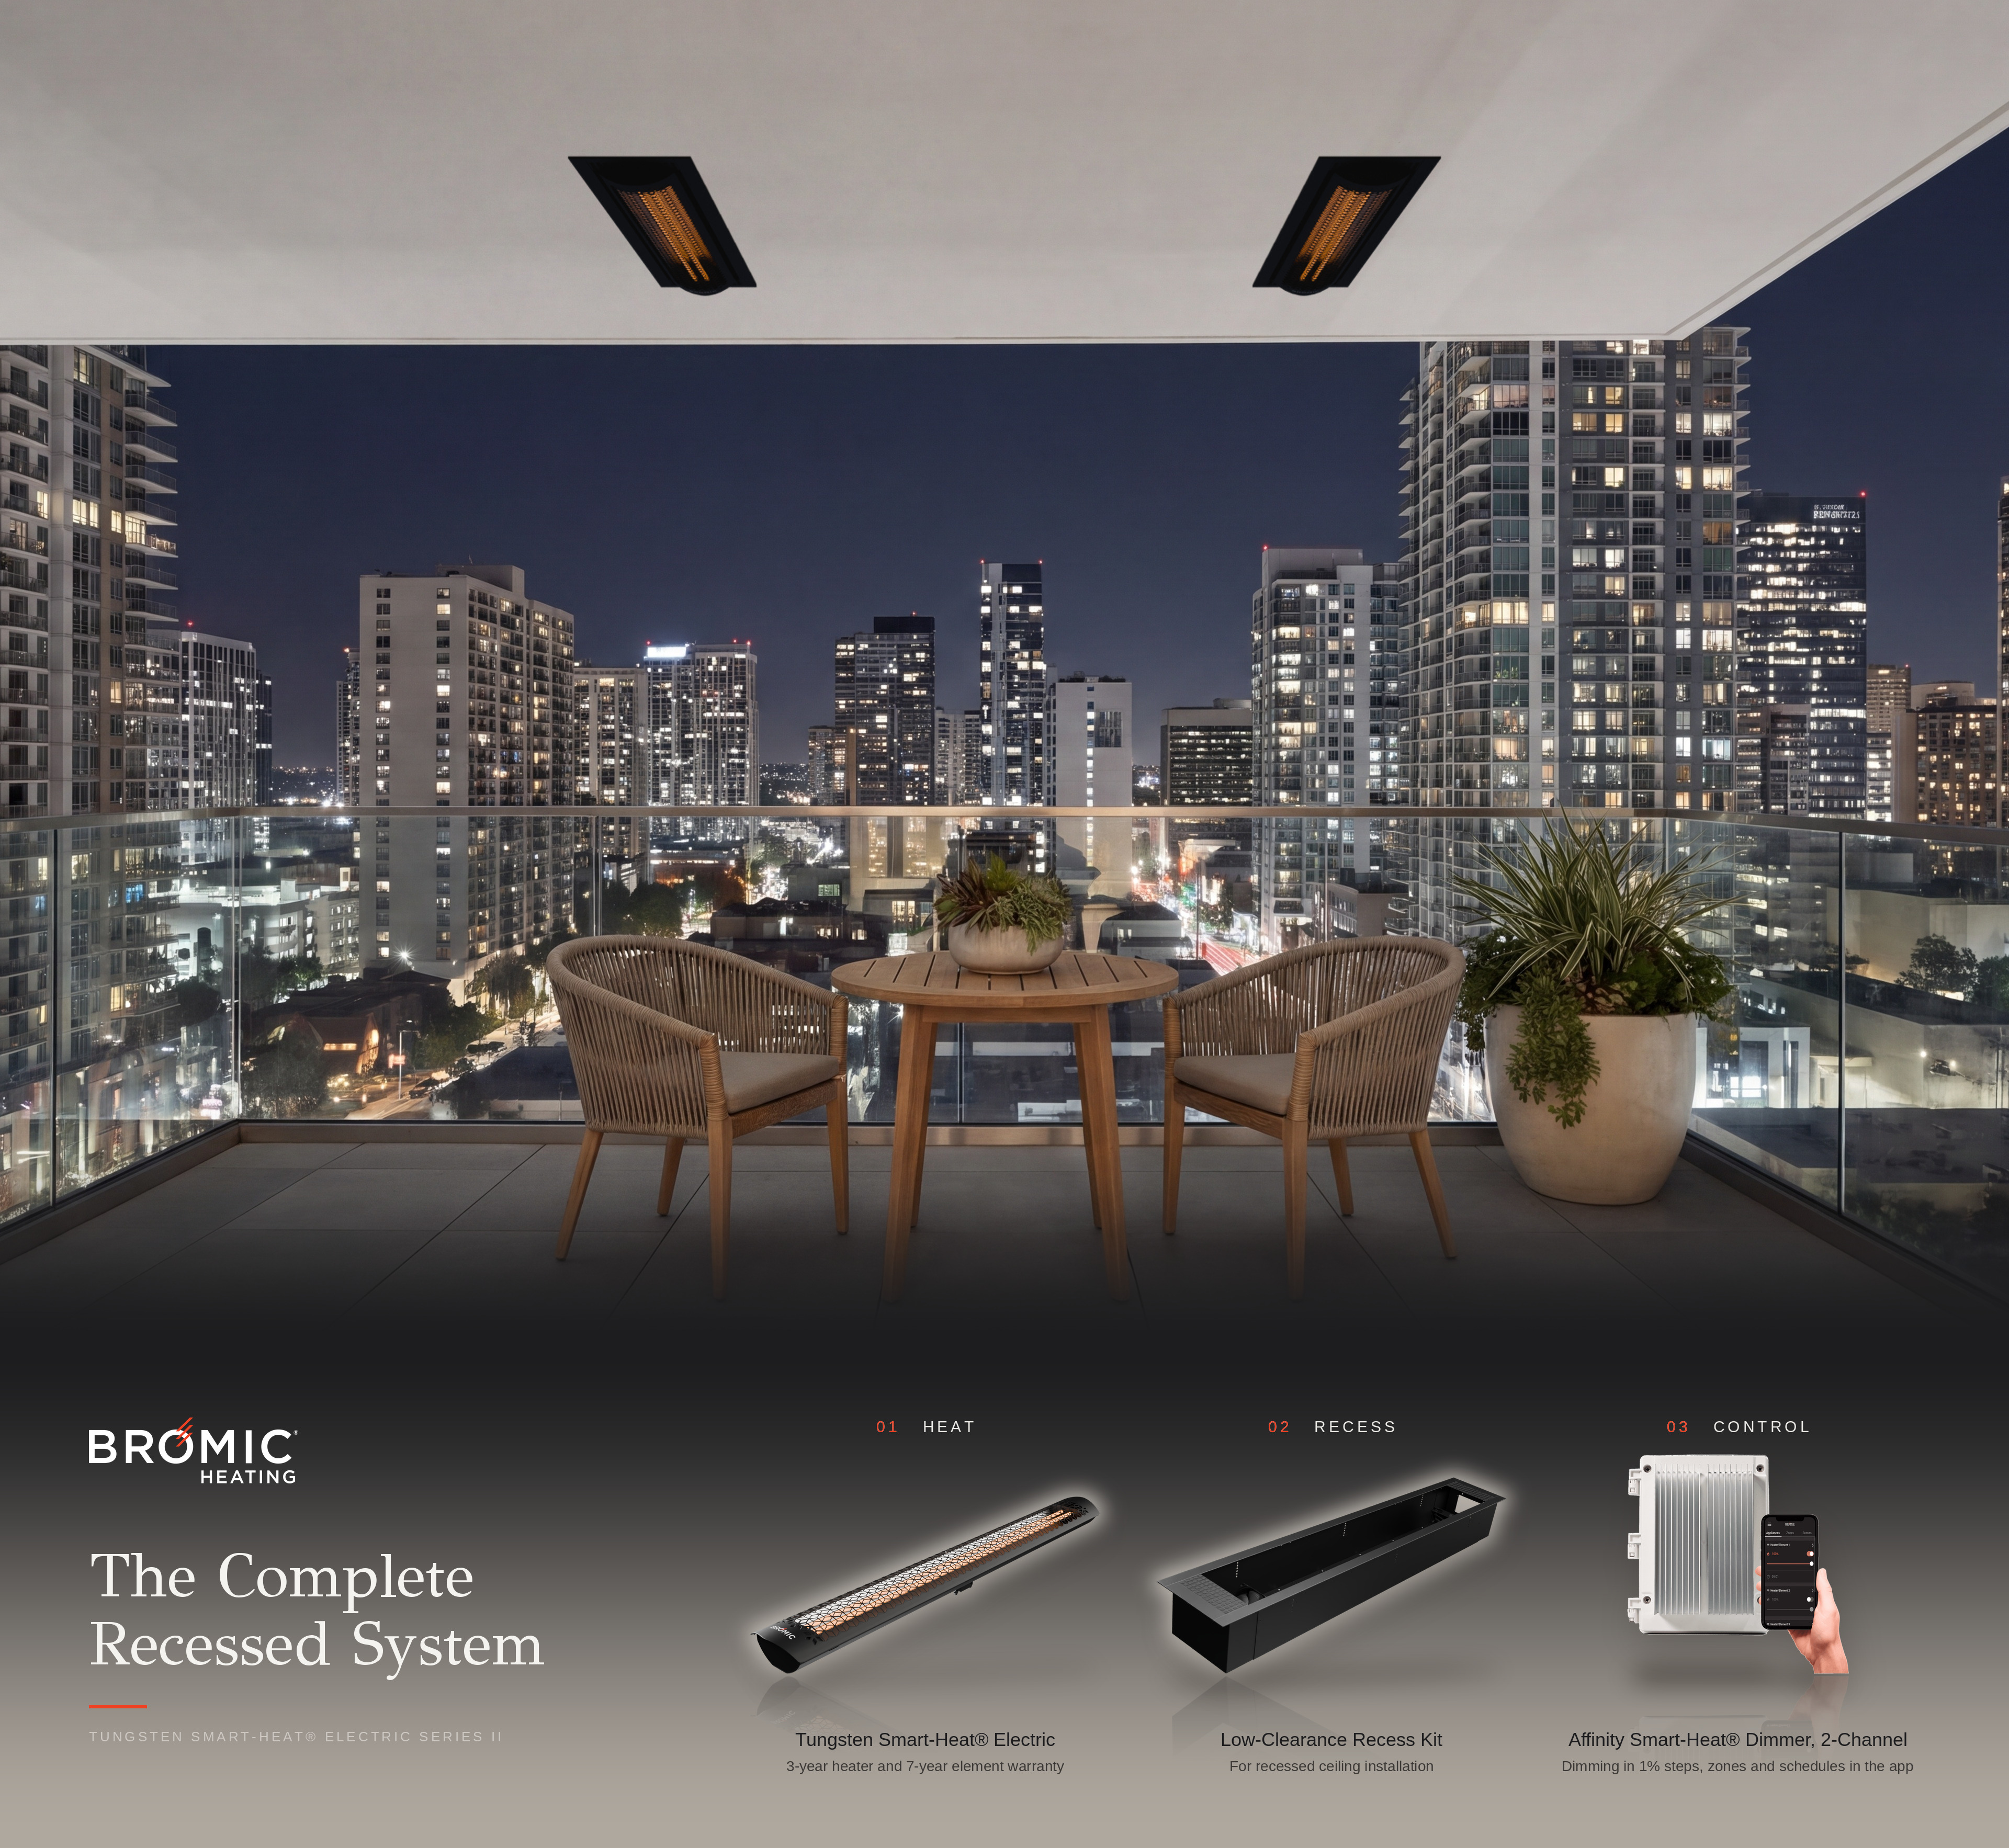 BROMIC®
HEATING
The Complete
Recessed System
TUNGSTEN SMART-HEAT® ELECTRIC SERIES II
01 HEAT
BROMIC
Tungsten Smart-Heat® Electric
3-year heater and 7-year element warranty
02 RECESS
Low-Clearance Recess Kit
For recessed ceiling installation
03 CONTROL
Affinity Smart-Heat® Dimmer, 2-Channel
Dimming in 1% steps, zones and schedules in the app